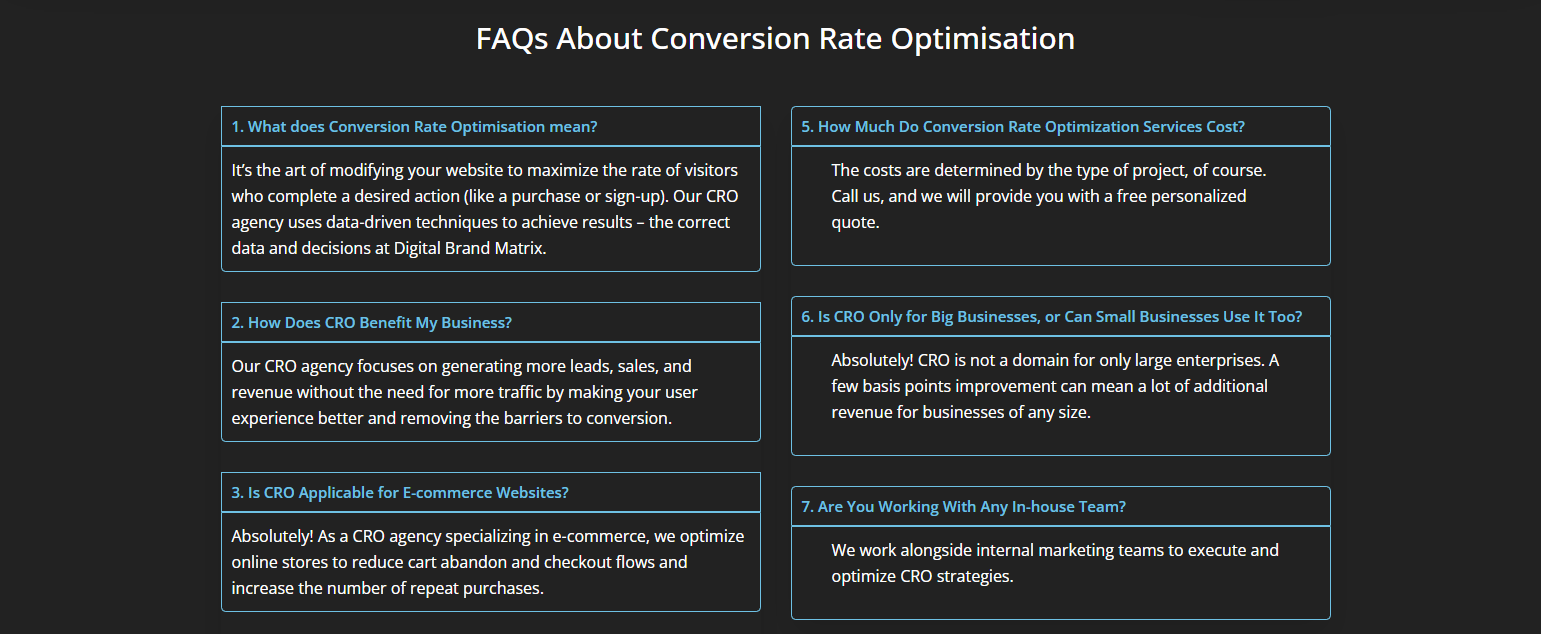 FAQs About Conversion Rate Optimisation
1. What does Conversion Rate Optimisation mean?
It’s the art of modifying your website to maximize the rate of visitors
who complete a desired action (like a purchase or sign-up). Our CRO
agency uses data-driven techniques to achieve results – the correct
data and decisions at Digital Brand Matrix.
2. How Does CRO Benefit My Business?
Our CRO agency focuses on generating more leads, sales, and
revenue without the need for more traffic by making your user
experience better and removing the barriers to conversion.
3. Is CRO Applicable for E-commerce Websites?
Absolutely! As a CRO agency specializing in e-commerce, we optimize
online stores to reduce cart abandon and checkout flows and
increase the number of repeat purchases.
5. How Much Do Conversion Rate Optimization Services Cost?
The costs are determined by the type of project, of course.
Call us, and we will provide you with a free personalized
quote.
6. Is CRO Only for Big Businesses, or Can Small Businesses Use It Too?
Absolutely! CRO is not a domain for only large enterprises. A
few basis points improvement can mean a lot of additional
revenue for businesses of any size.
7. Are You Working With Any In-house Team?
We work alongside internal marketing teams to execute and
optimize CRO strategies.